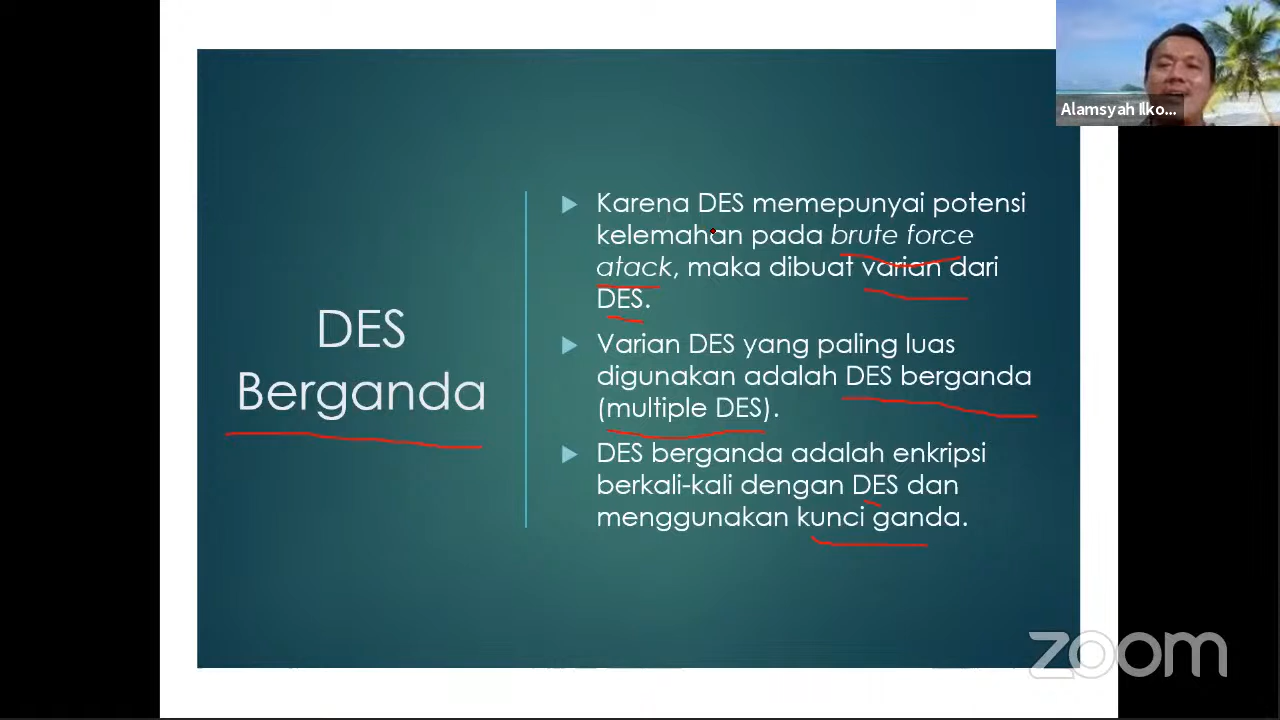 Alamsyah Ilko...
DES
Berganda
Karena DES memepunyai potensi
kelemahan pada brute force
atack, maka dibuat varian dari
DES.
Varian DES yang paling luas
digunakan adalah DES berganda
(multiple DES).
DES berganda adalah enkripsi
berkali-kali dengan DES dan
menggunakan kunci ganda.
zoom